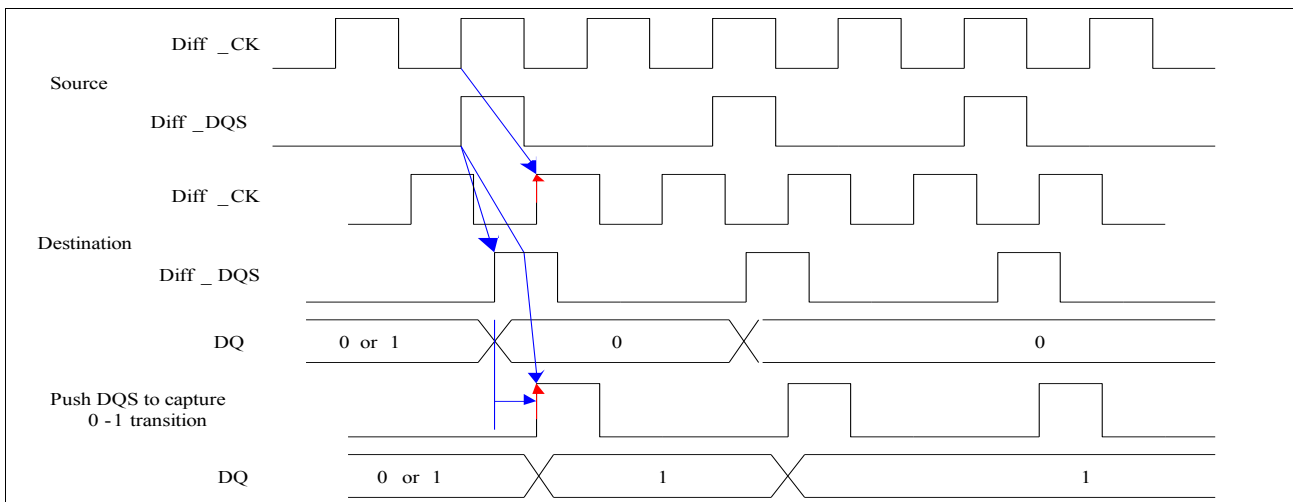 Diff _CK
Source
Diff _DQS
Diff _CK
Destination
Diff _ DQS
DQ
0 or 1
0
0
Push DQS to capture
0 -1 transition
DQ
0 or 1
1
1